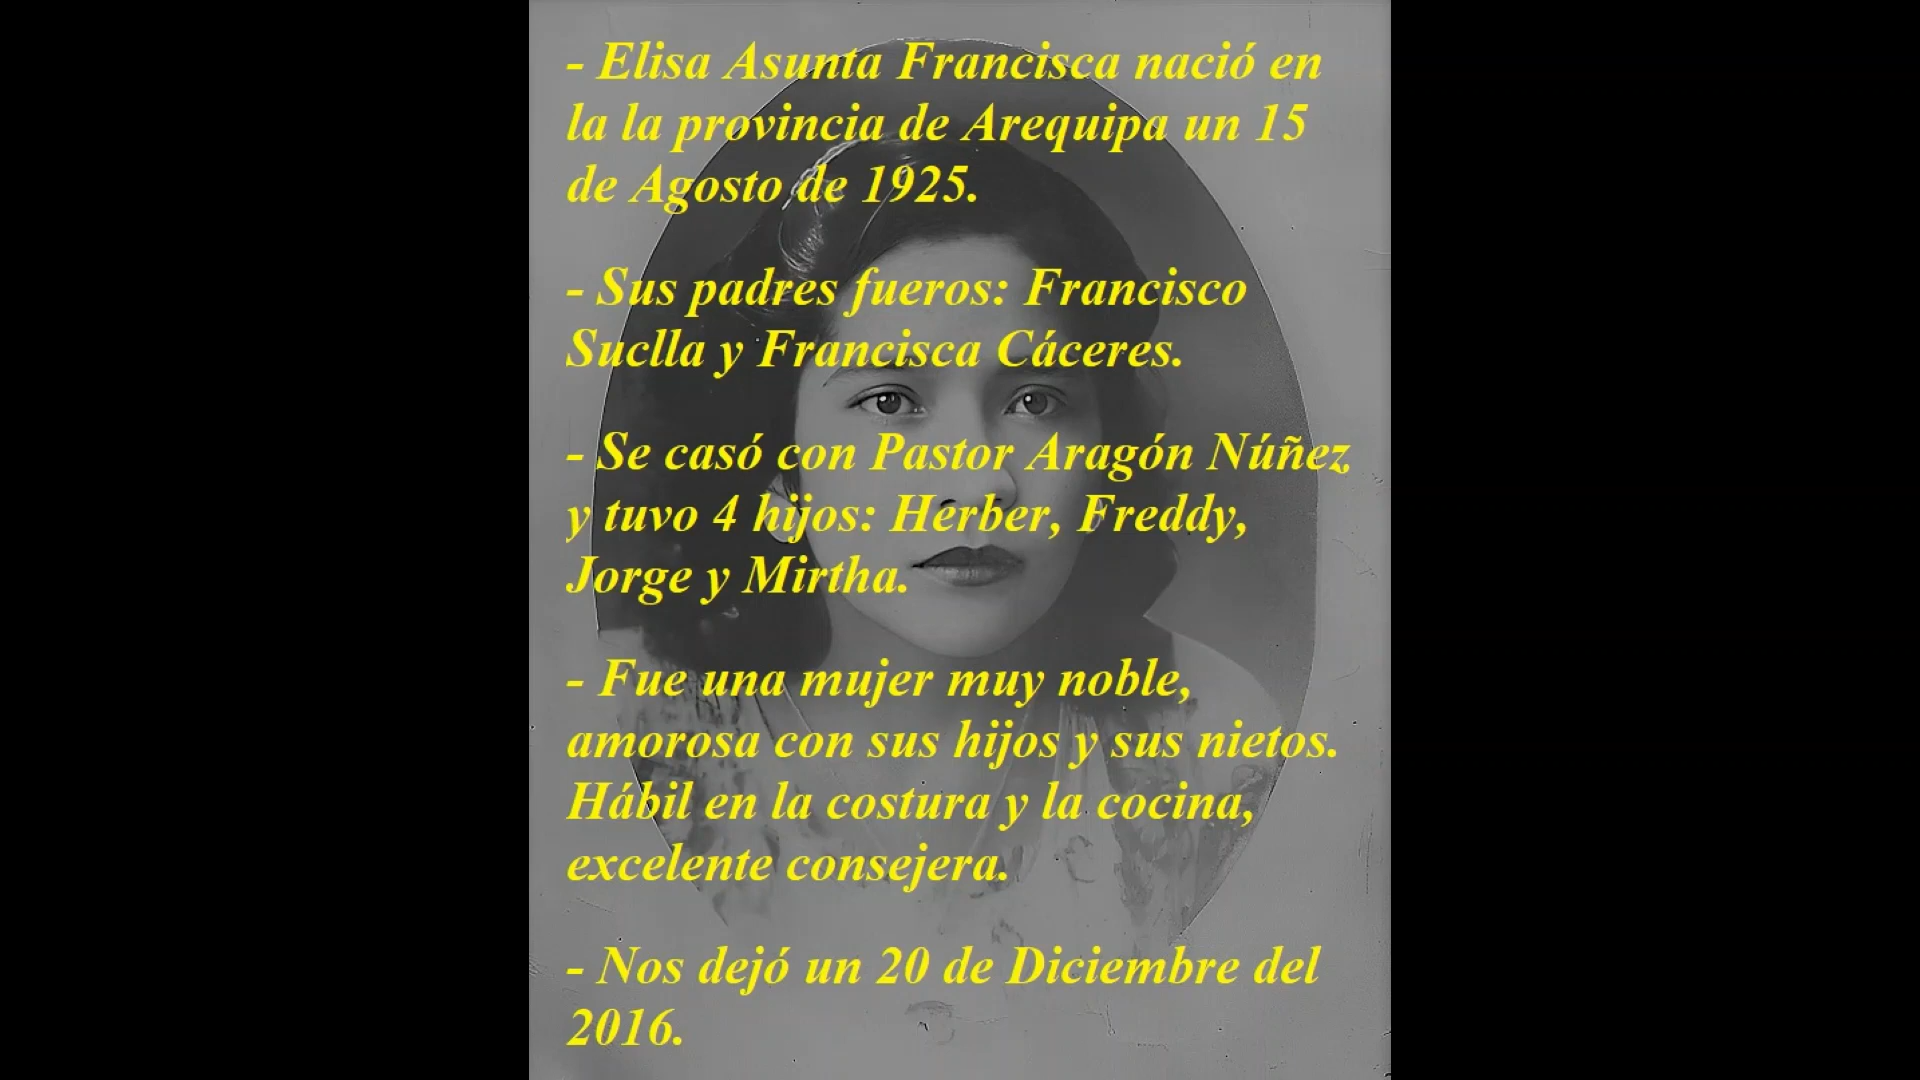 - Elisa Asunta Francisca nació en
la la provincia de Arequipa un 15
de Agosto de 1925.
- Sus padres fueros: Francisco
Suclla y Francisca Cáceres.
- Se casó con Pastor Aragón Núñez
y tuvo 4 hijos: Herber, Freddy,
Jorge y Mirtha.
- Fue una mujer muy noble,
amorosa con sus hijos y sus nietos.
Hábil en la costura y la cocina,
excelente consejera.
- Nos dejó un 20 de Diciembre del
2016.